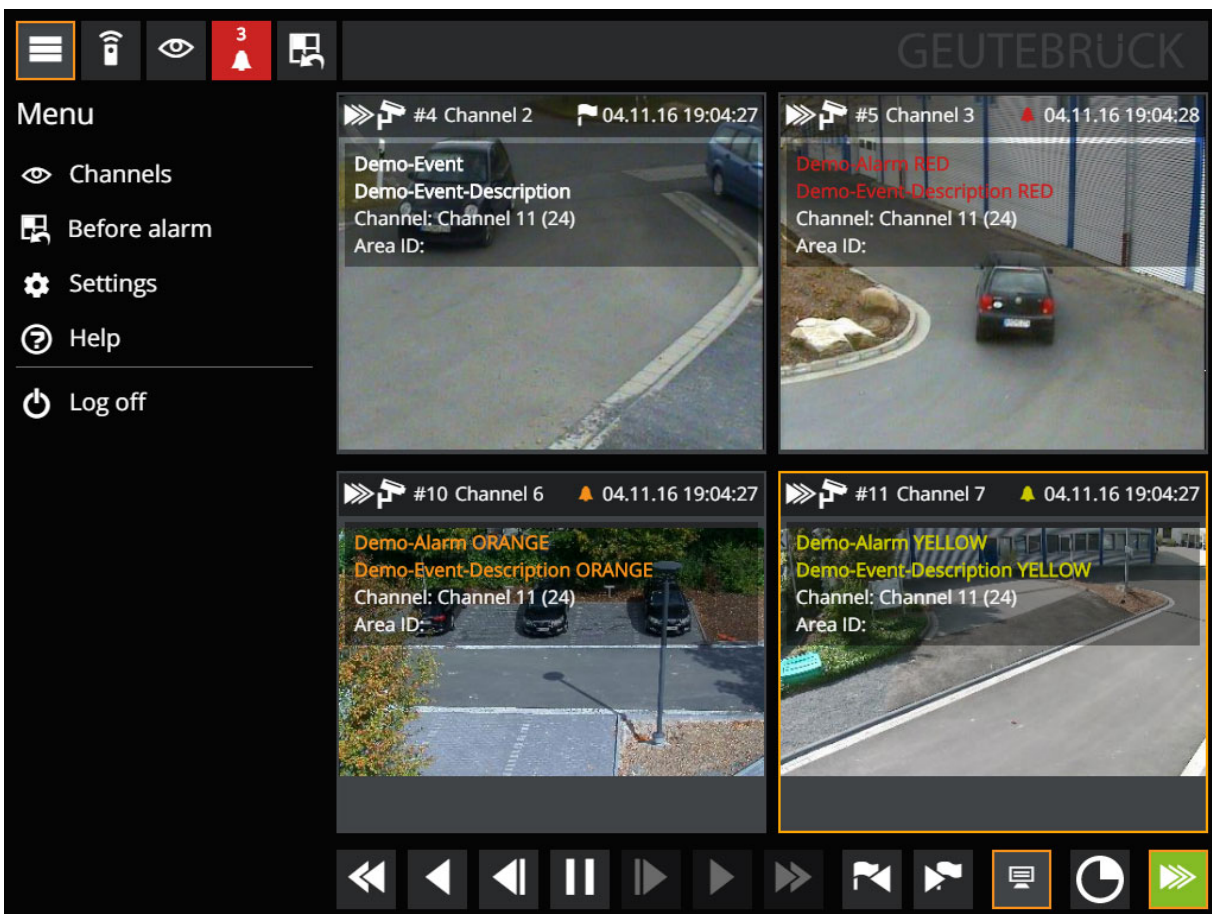 3
GEUTEBRÜCK
Menu
Channels
Before alarm
Settings
Help
Log off
#4 Channel 2 04.11.16 19:04:27
Demo-Event
Demo-Event-Description
Channel: Channel 11 (24)
Area ID:
#5 Channel 3 04.11.16 19:04:28
Demo-Alarm RED
Demo-Event-Description RED
Channel: Channel 11 (24)
Area ID:
#10 Channel 6 04.11.16 19:04:27
Demo-Alarm ORANGE
Demo-Event-Description ORANGE
Channel: Channel 11 (24)
Area ID:
#11 Channel 7 04.11.16 19:04:27
Demo-Alarm YELLOW
Demo-Event-Description YELLOW
Channel: Channel 11 (24)
Area ID: